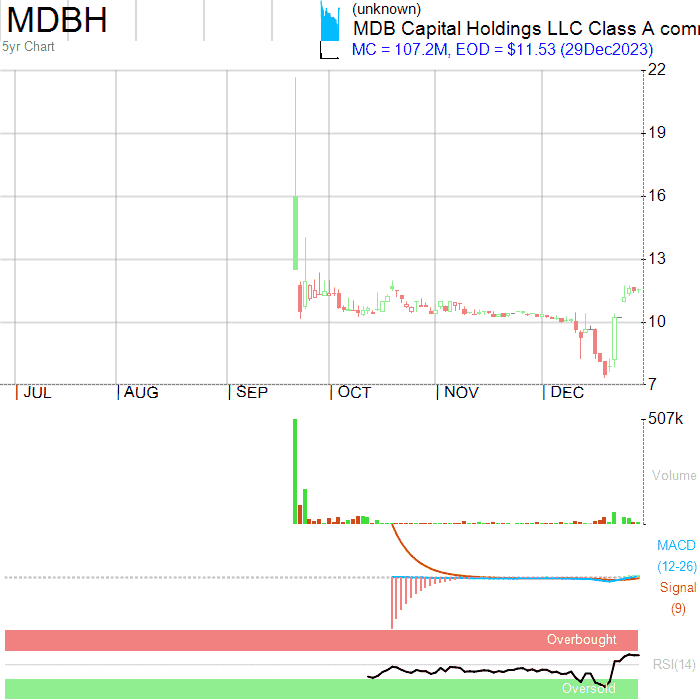 MDBH
5yr Chart
(unknown)
MDB Capital Holdings LLC Class A com
MC = 107.2M, EOD = $11.53 (29Dec2023)
22
19
16
13
10
7
JUL
AUG
SEP
OCT
NOV
DEC
507k
Volume
MACD
(12-26)
Signal
(9)
Overbought
RSI(14)
Oversold